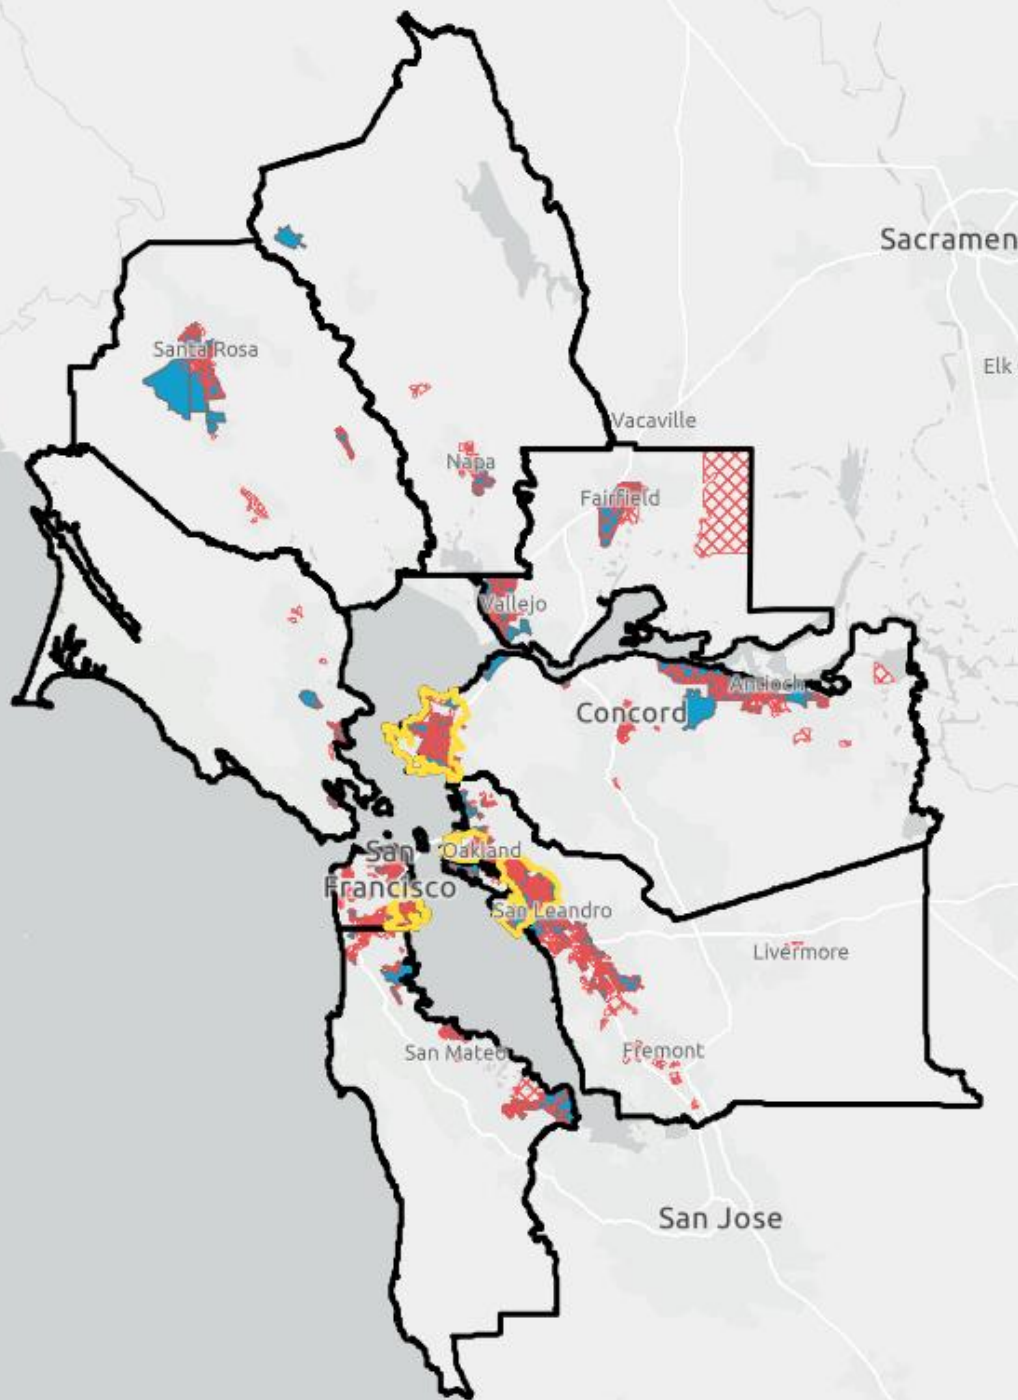 Sacramen
Santa Rosa
Elk
Vacaville
Napa
Fairfield
Vallejo
Antioch
Concord
San
Francisco
Oakland
San Leandro
Livermore
San Mateo
Fremont
San Jose